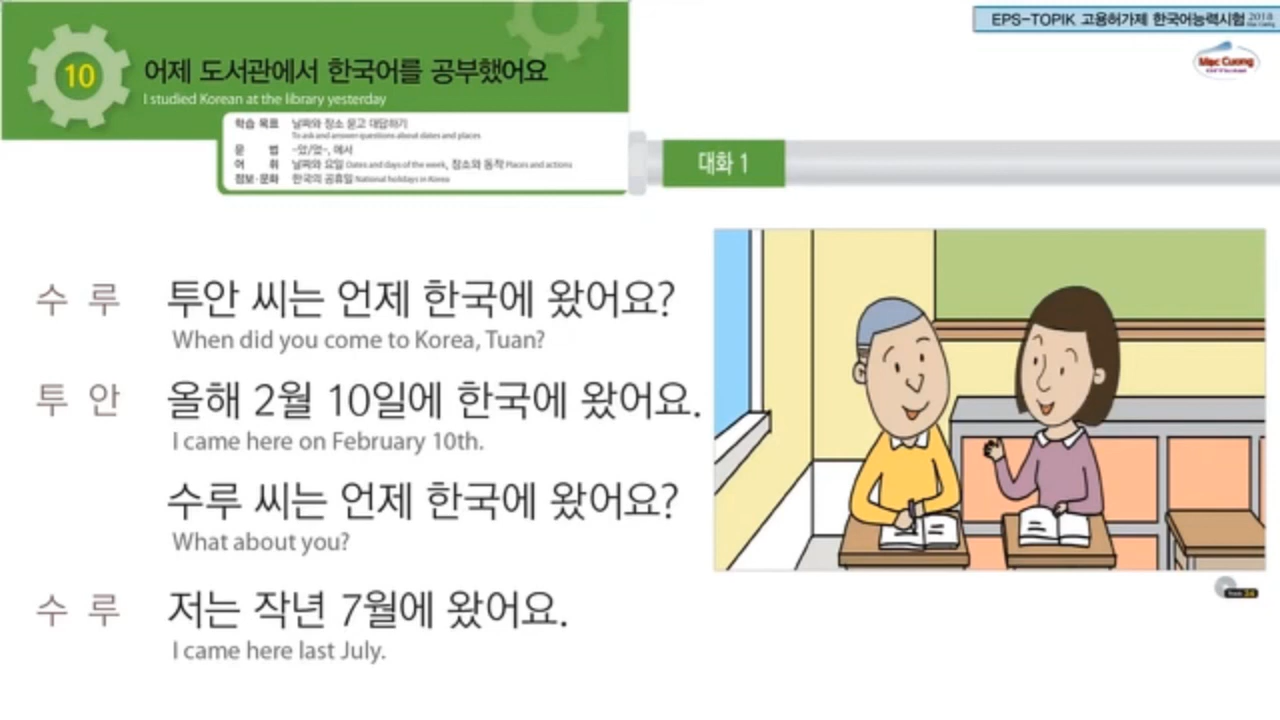 EPS-TOPIK 고용허가제 한국어능력시험 2018
Mạc Cường
10 어제 도서관에서 한국어를 공부했어요
I studied Korean at the library yesterday
학습 목표 날짜와 장소 묻고 대답하기
To ask and answer questions about dates and places
문 법 -았/었-, 에서
어 휘 날짜와 요일 Dates and days of the week, 장소와 동작 Places and actions
정보·문화 한국의 공휴일 National holidays in Korea
대화 1
수 루 투안 씨는 언제 한국에 왔어요?
When did you come to Korea, Tuan?
투 안 올해 2월 10일에 한국에 왔어요.
I came here on February 10th.
수루 씨는 언제 한국에 왔어요?
What about you?
수 루 저는 작년 7월에 왔어요.
I came here last July.
Track 34